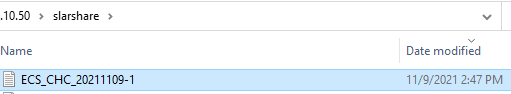 .10.50 > slarshare >
Name Date modified
ECS_CHC_20211109-1 11/9/2021 2:47 PM